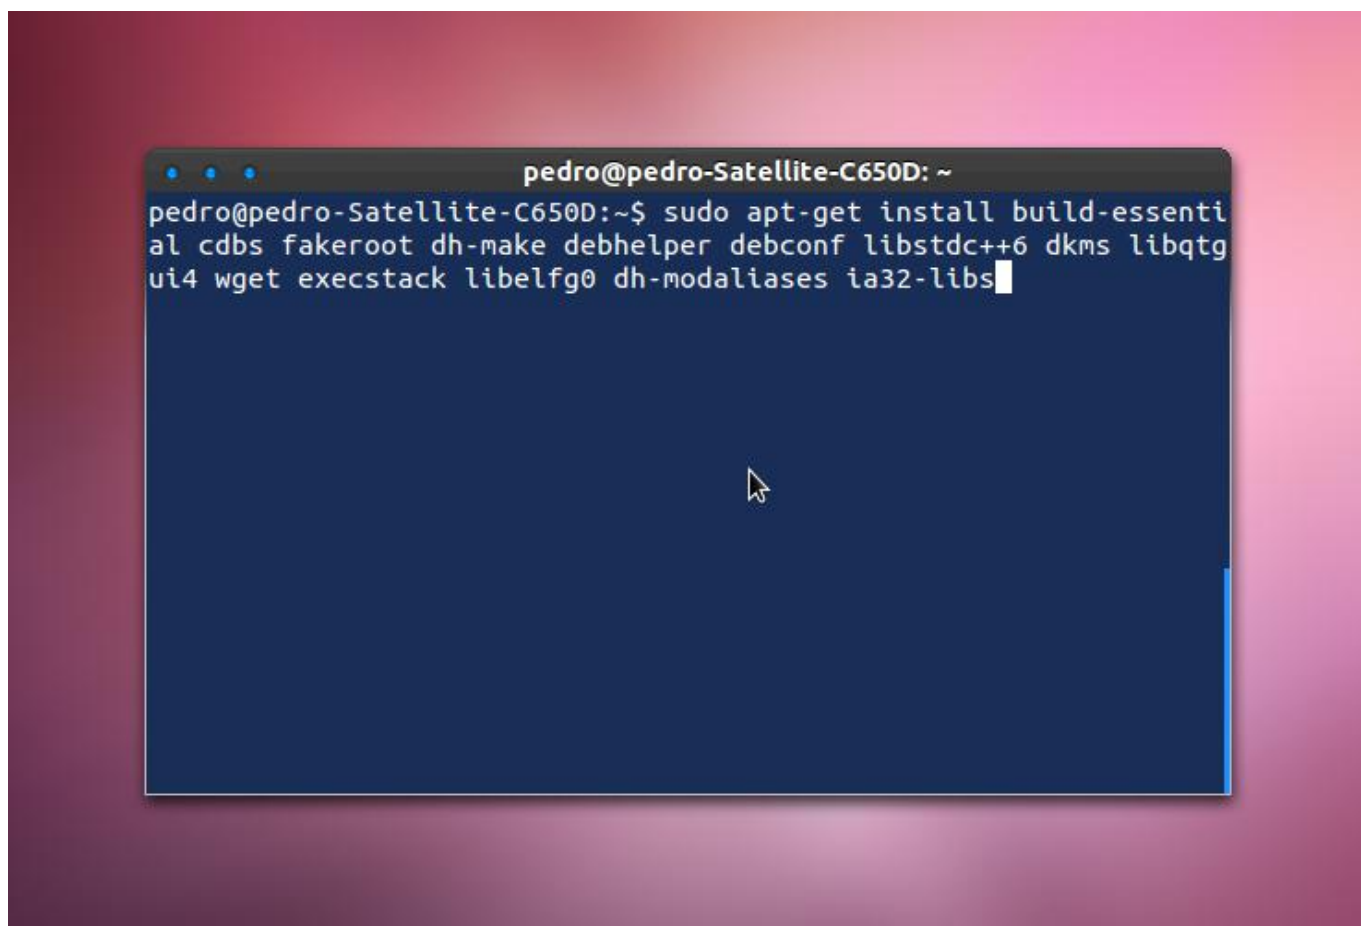 pedro@pedro-Satellite-C650D: ~
pedro@pedro-Satellite-C650D:~$ sudo apt-get install build-essenti
al cdbs fakeroot dh-make debhelper debconf libstdc++6 dkms libqtg
ui4 wget execstack libelfg0 dh-modaliases ia32-libs